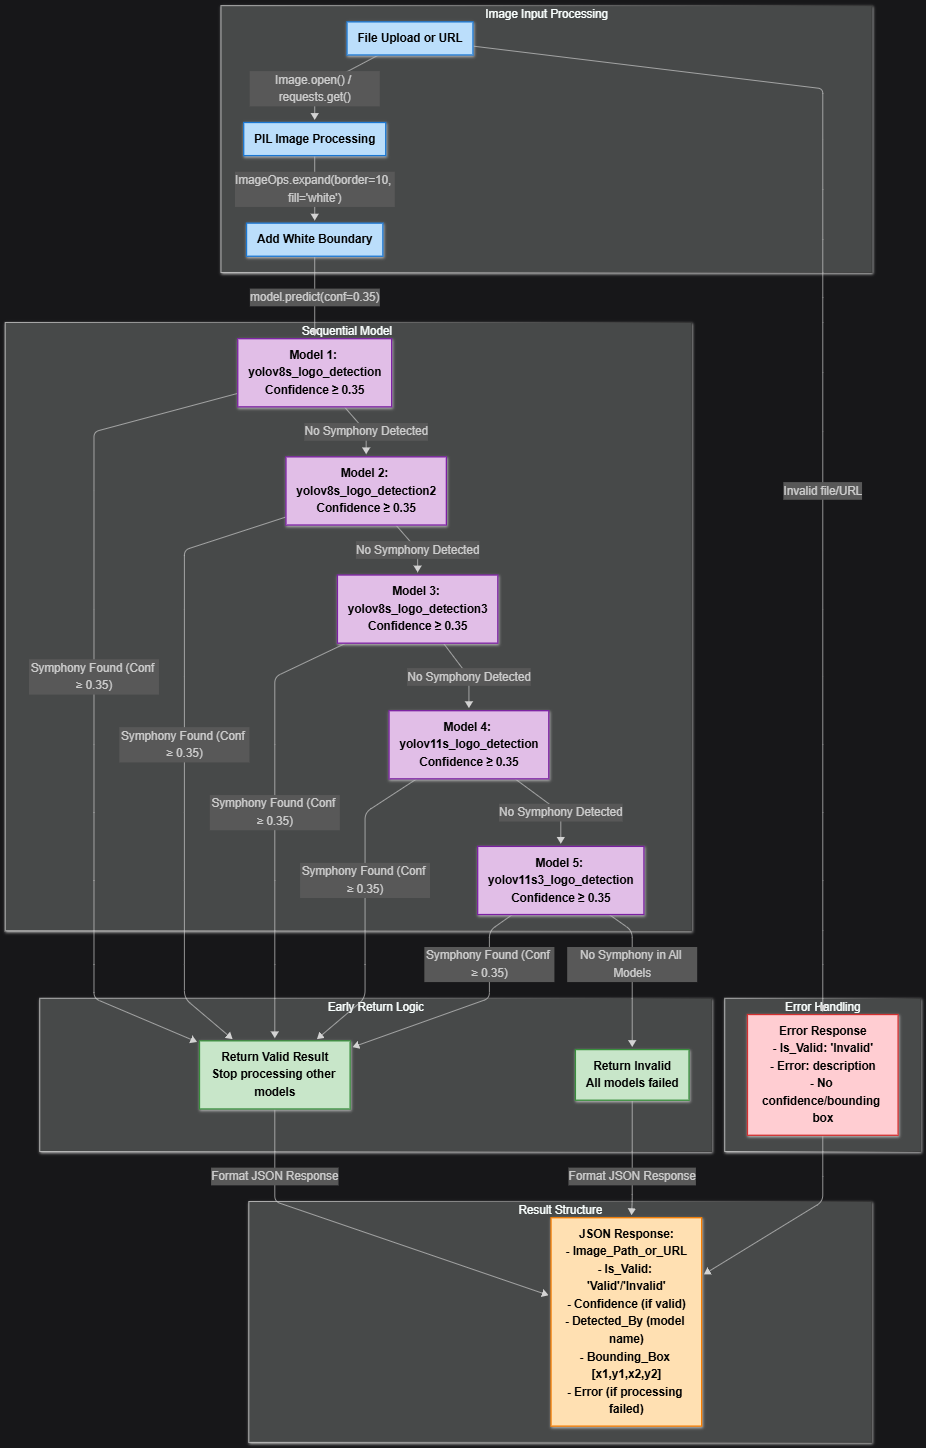 Image Input Processing
File Upload or URL
Image.open() /
requests.get()
PIL Image Processing
ImageOps.expand(border=10,
fill='white')
Add White Boundary
model.predict(conf=0.35)
Sequential Model
Model 1:
yolov8s_logo_detection
Confidence ≥ 0.35
No Symphony Detected
Model 2:
yolov8s_logo_detection2
Confidence ≥ 0.35
Invalid file/URL
No Symphony Detected
Model 3:
yolov8s_logo_detection3
Confidence ≥ 0.35
Symphony Found (Conf
≥ 0.35)
No Symphony Detected
Model 4:
yolov11s_logo_detection
Confidence ≥ 0.35
Symphony Found (Conf
≥ 0.35)
Symphony Found (Conf
≥ 0.35)
No Symphony Detected
Model 5:
yolov11s3_logo_detection
Confidence ≥ 0.35
Symphony Found (Conf
≥ 0.35)
Symphony Found (Conf
≥ 0.35)
No Symphony in All
Models
Early Return Logic
Return Valid Result
Stop processing other
models
Return Invalid
All models failed
Error Handling
Error Response
- Is_Valid: 'Invalid'
- Error: description
- No
confidence/bounding
box
Format JSON Response
Format JSON Response
Result Structure
JSON Response:
- Image_Path_or_URL
- Is_Valid:
'Valid'/'Invalid'
- Confidence (if valid)
- Detected_By (model
name)
- Bounding_Box
[x1,y1,x2,y2]
- Error (if processing
failed)